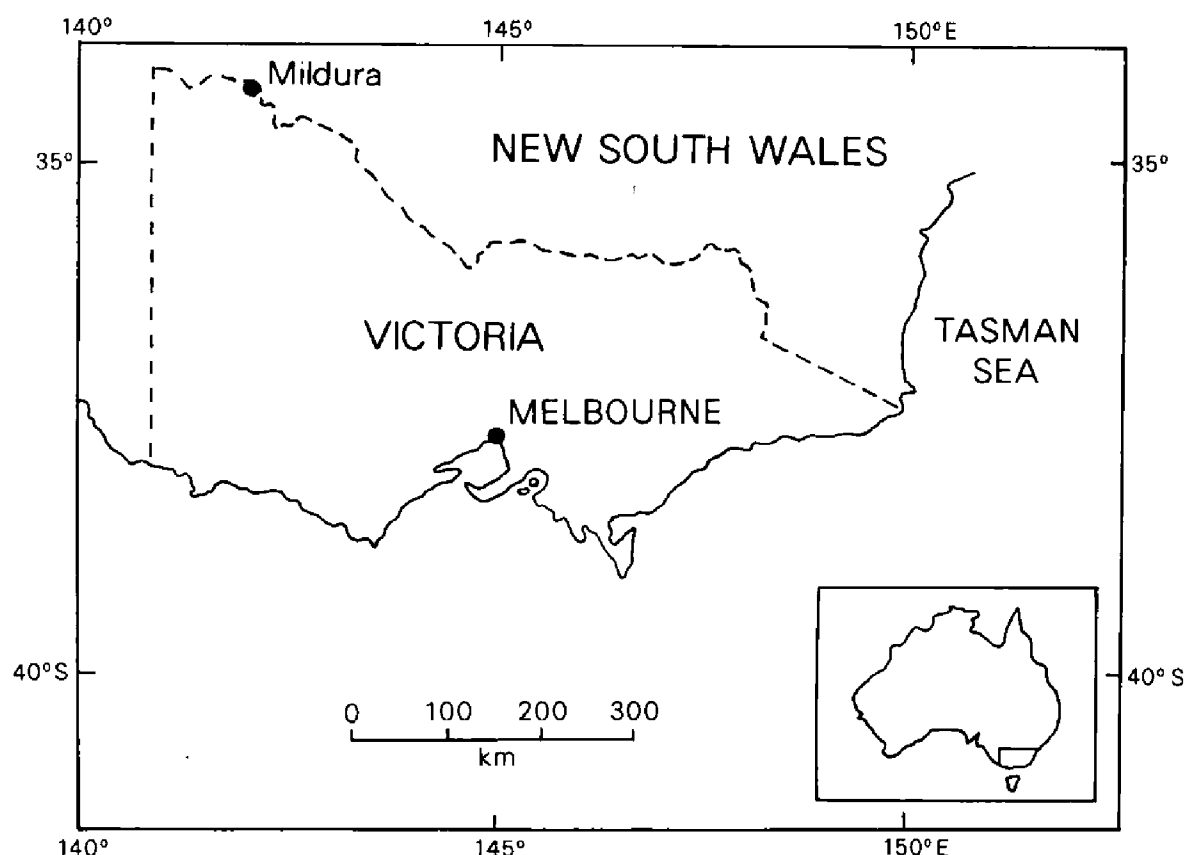 140°
145°
150°E
Mildura
35°
NEW SOUTH WALES
35°
VICTORIA
TASMAN
SEA
MELBOURNE
40°S
40°S
0 100 200 300
km
140°
145°
150°E